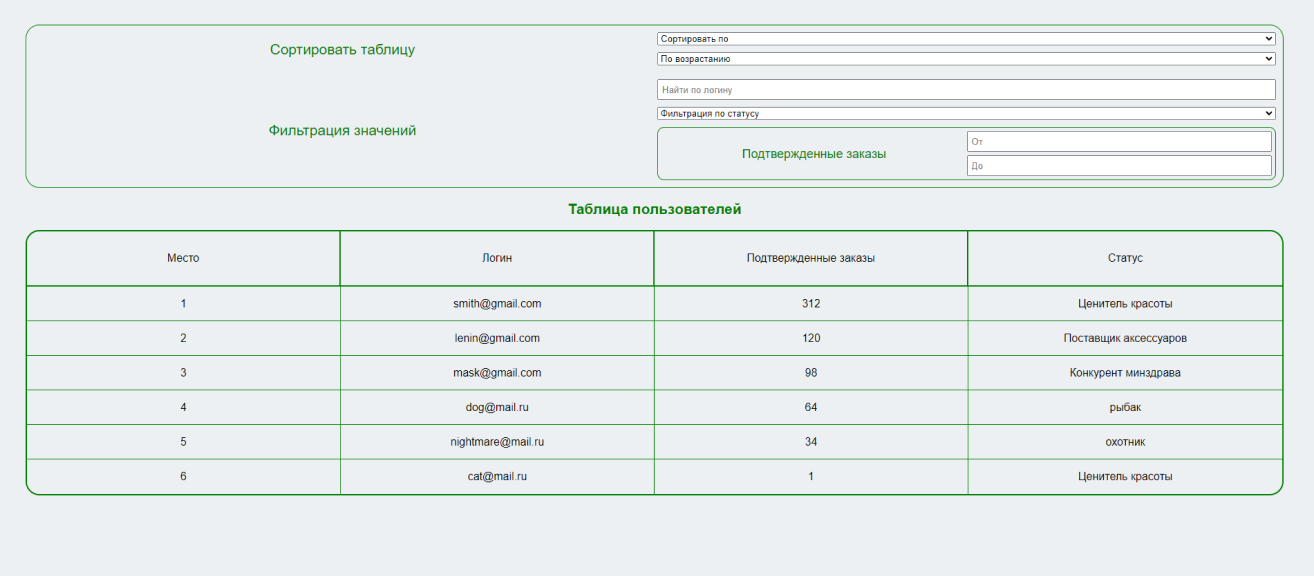 Сортировать таблицу
Сортировать по
По возрастанию
Фильтрация значений
Найти по логину
Фильтрация по статусу
Подтвержденные заказы
От
До
Таблица пользователей
Место Логин Подтвержденные заказы Статус
1 smith@gmail.com 312 Ценитель красоты
2 lenin@gmail.com 120 Поставщик аксессуаров
3 mask@gmail.com 98 Конкурент минздрава
4 dog@mail.ru 64 рыбак
5 nightmare@mail.ru 34 охотник
6 cat@mail.ru 1 Ценитель красоты